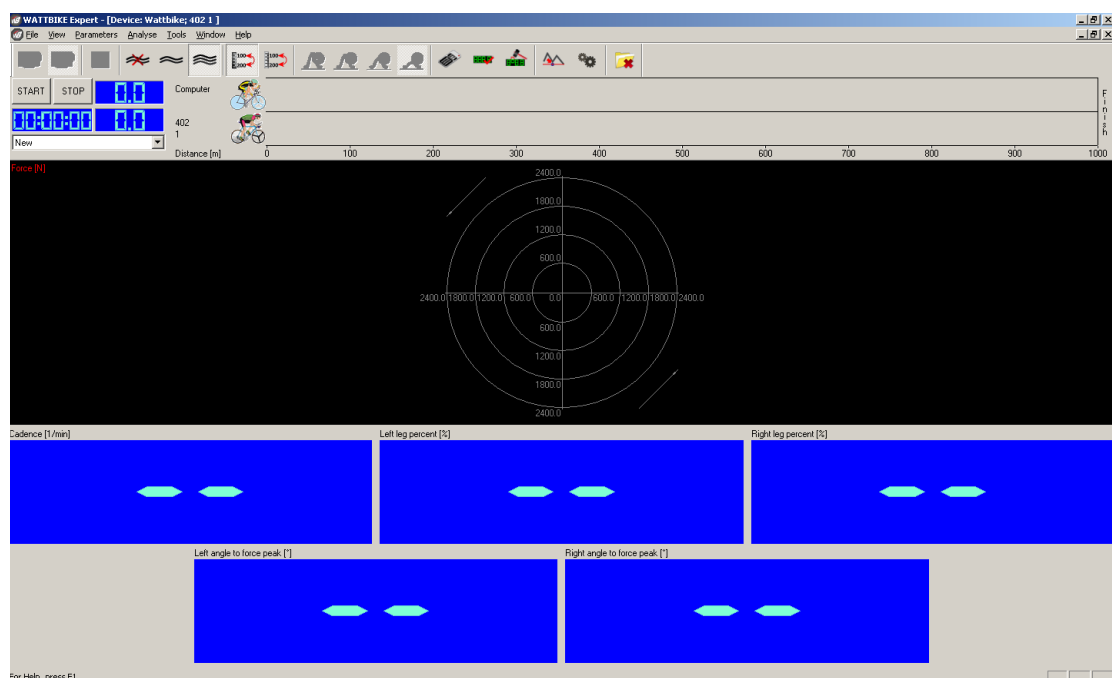 WATTBIKE Expert - [Device: Wattbike; 402 1 ]
File View Parameters Analyse Tools Window Help
100
200
100
200
START STOP 0.0 Computer
00:00:00 0.0 402
1
New
Distance [m] 0 100 200 300 400 500 600 700 800 900 1000
Finish
Force [N]
2400.0
1800.0
1200.0
600.0
2400.0 1800.0 1200.0 600.0 0.0 600.0 1200.0 1800.0 2400.0
600.0
1200.0
1800.0
2400.0
Cadence [1/min] Left leg percent [%] Right leg percent [%]
-- -- --
Left angle to force peak [°] Right angle to force peak [°]
-- --
For Help, press F1